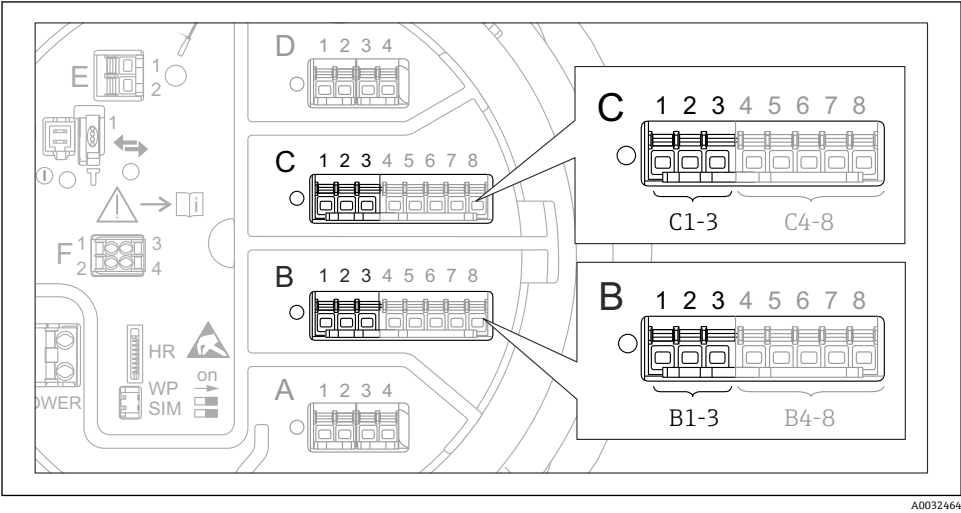 D 1 2 3 4
E 1
2
1
C 1 2 3 4 5 6 7 8
i
F 1 3
2 4
B 1 2 3 4 5 6 7 8
HR
WP on
SIM
OWER
A 1 2 3 4
C 1 2 3 4 5 6 7 8
C1-3 C4-8
B 1 2 3 4 5 6 7 8
B1-3 B4-8
A0032464